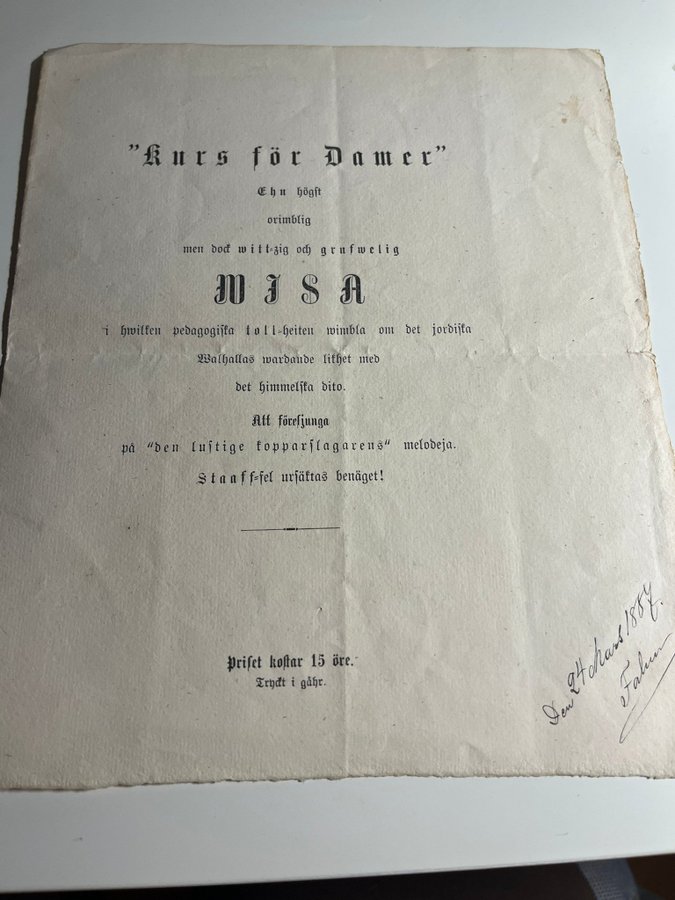 "Kurs för Damer"
Ehn högst
orimblig
men dock witt-zig och grufwelig
WISA
i hwilken pedagogiska toll-heiten wimbla om det jordiska
Walhallas wardande likhet med
det himmelska dito.
Att föresjunga
på "den lustige kopparslagarens" melodeja.
Staaff-fel ursäktas benäget!
Priset kostar 15 öre.
Tryckt i gåhr.
Den 24 Mars 1887.
Falun